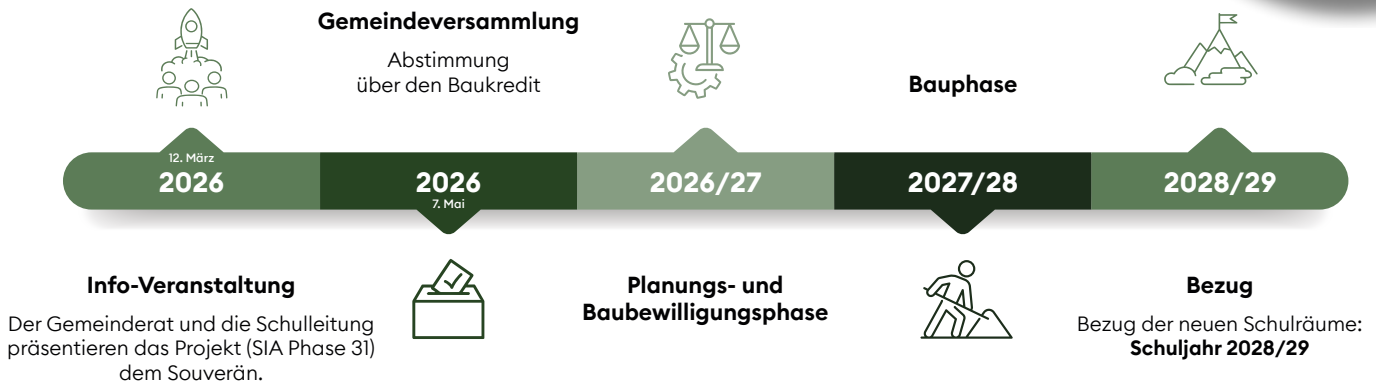 Gemeindeversammlung
Abstimmung
über den Baukredit
Bauphase
12. März
2026
2026
7. Mai
2026/27
2027/28
2028/29
Info-Veranstaltung
Der Gemeinderat und die Schulleitung
präsentieren das Projekt (SIA Phase 31)
dem Souverän.
Planungs- und
Baubewilligungsphase
Bezug
Bezug der neuen Schulräume:
Schuljahr 2028/29